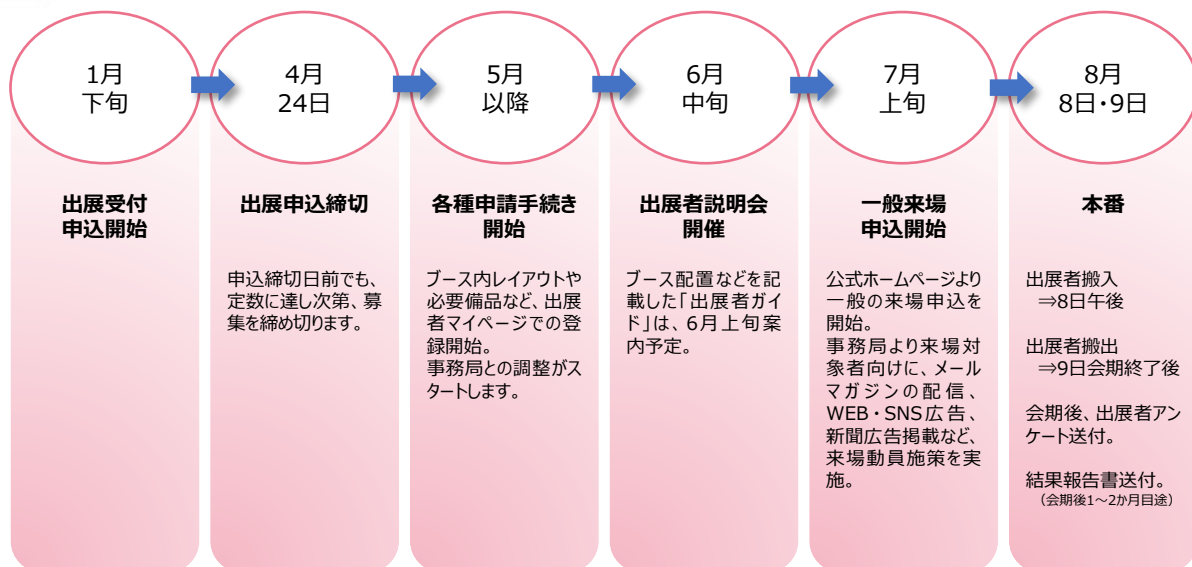 1月
下旬
出展受付
申込開始
4月
24日
出展申込締切
申込締切日前でも、
定数に達し次第、募
集を締め切ります。
5月
以降
各種申請手続き
開始
ブース内レイアウトや
必要備品など、出展
者マイページでの登
録開始。
事務局との調整がス
タートします。
6月
中旬
出展者説明会
開催
ブース配置などを記
載した「出展者ガイ
ド」は、6月上旬案
内予定。
7月
上旬
一般来場
申込開始
公式ホームページより
一般の来場申込を
開始。
事務局より来場対
象者向けに、メール
マガジンの配信、
WEB・SNS広告、
新聞広告掲載など、
来場動員施策を実
施。
8月
8日・9日
本番
出展者搬入
⇒8日午後
出展者搬出
⇒9日会期終了後
会期後、出展者アン
ケート送付。
結果報告書送付。
（会期後1～2か月目途）